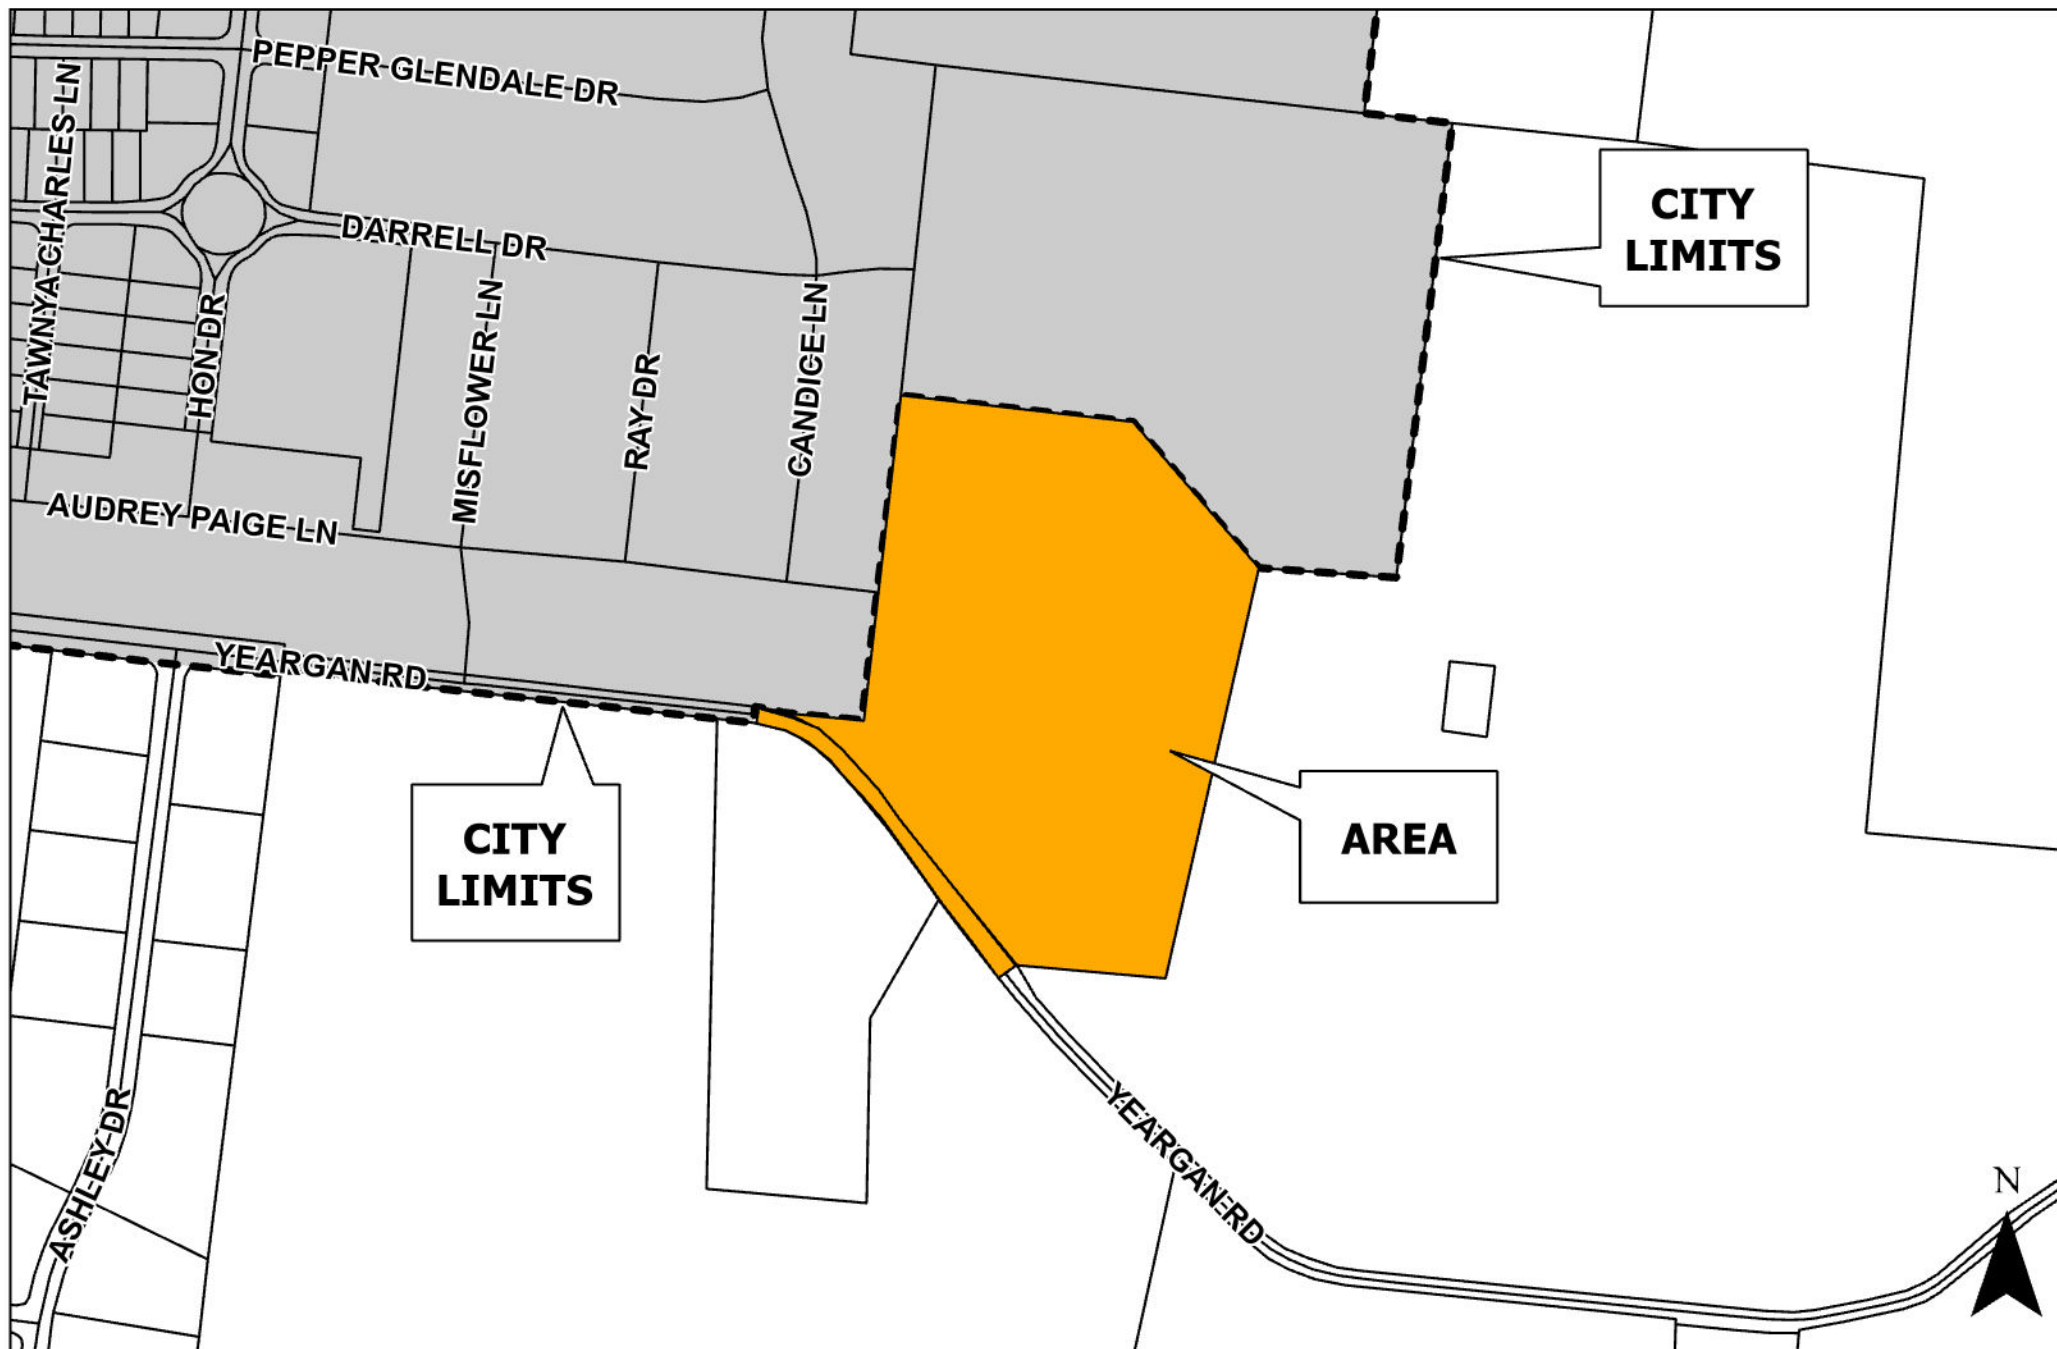 PEPPER GLENDALE DR
TAWNYA CHARLES LN
DARRELL DR
HON DR
MISFLOWER LN
RAY DR
CANDICE LN
CITY
LIMITS
AUDREY PAIGE LN
YEARGAN RD
CITY
LIMITS
AREA
ASHLEY DR
YEARGAN RD
N